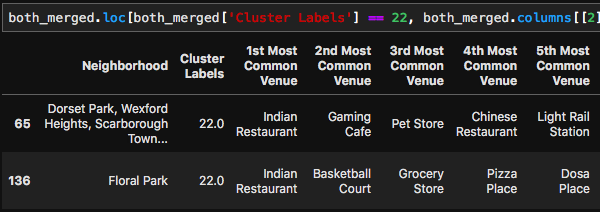 both_merged.loc[both_merged['Cluster Labels'] == 22, both_merged.columns[[2]
Neighborhood Cluster Labels 1st Most Common Venue 2nd Most Common Venue 3rd Most Common Venue 4th Most Common Venue 5th Most Common Venue
65 Dorset Park, Wexford Heights, Scarborough Town... 22.0 Indian Restaurant Gaming Cafe Pet Store Chinese Restaurant Light Rail Station
136 Floral Park 22.0 Indian Restaurant Basketball Court Grocery Store Pizza Place Dosa Place